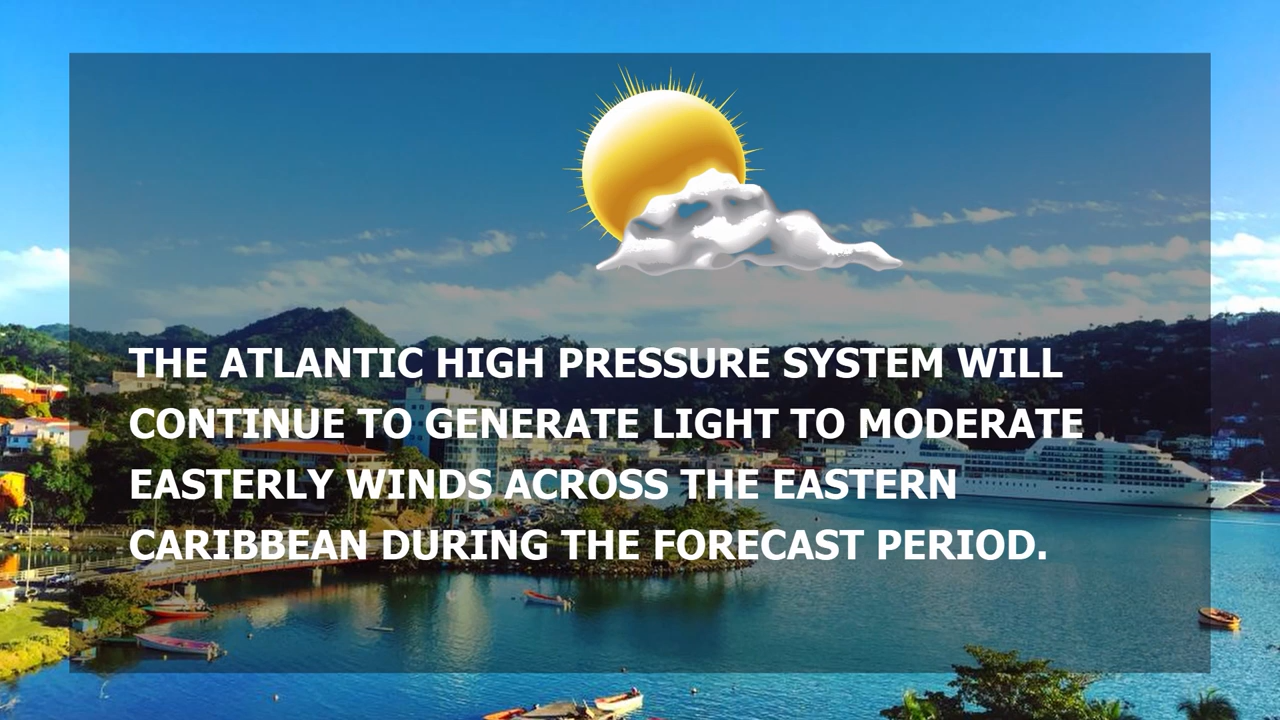 THE ATLANTIC HIGH PRESSURE SYSTEM WILL
CONTINUE TO GENERATE LIGHT TO MODERATE
EASTERLY WINDS ACROSS THE EASTERN
CARIBBEAN DURING THE FORECAST PERIOD.